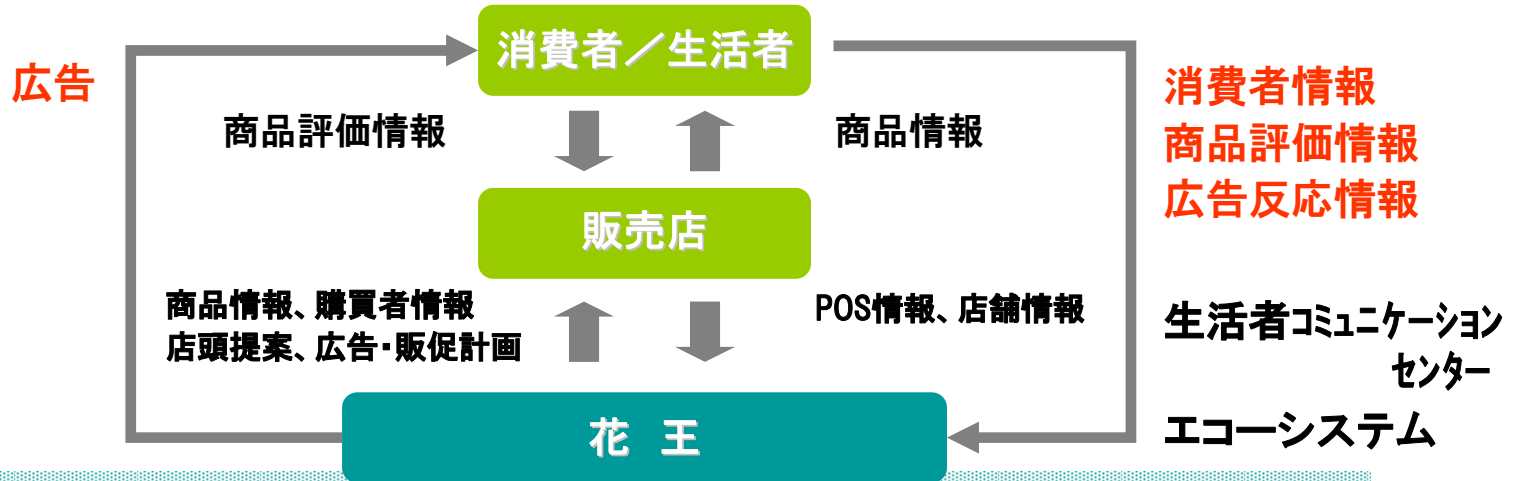 消費者／生活者
広告
消費者情報
商品評価情報
広告反応情報
商品評価情報
商品情報
販売店
商品情報、購買者情報
店頭提案、広告・販促計画
POS情報、店舗情報
生活者コミュニケーション
センター
エコーシステム
花 王